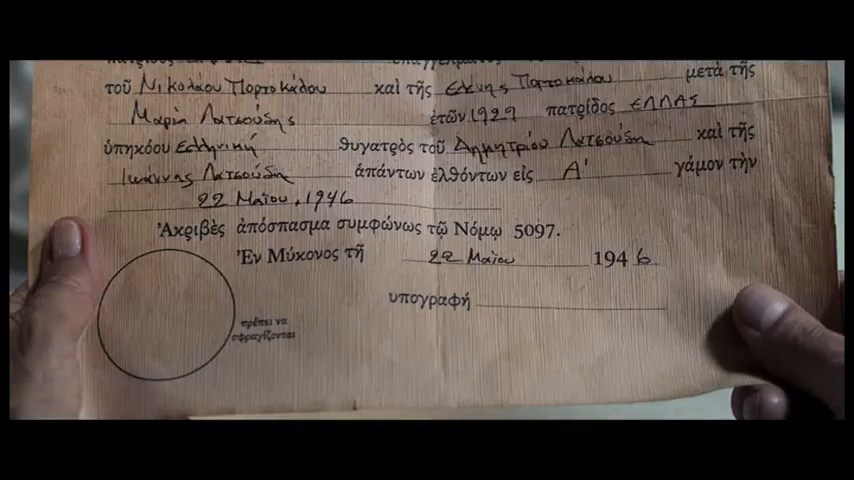 τοῦ Νικολάου Πορτοκάλου καὶ τῆς Ελένης Πορτοκάλου μετὰ τῆς
Μαρία Λατσούδης ἐτῶν 1929 πατρίδος ΕΛΛΑΣ
ὑπηκόου Ελληνική θυγατρὸς τοῦ Δημητρίου Λατσούδη καὶ τῆς
Ιωάννης Λατσούδη ἁπάντων ἐλθόντων εἰς Α' γάμον τὴν
22 Μαΐου, 1946
Ἀκριβὲς ἀπόσπασμα συμφώνως τῷ Νόμῳ 5097.
Ἐν Μύκονος τῇ 22 Μαΐου 1946
υπογραφή
πρέπει να
σφραγίζονται